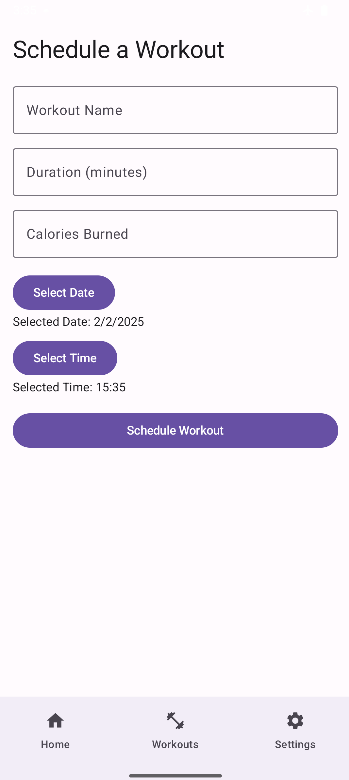 Schedule a Workout
Workout Name
Duration (minutes)
Calories Burned
Select Date
Selected Date: 2/2/2025
Select Time
Selected Time: 15:35
Schedule Workout
Home Workouts Settings